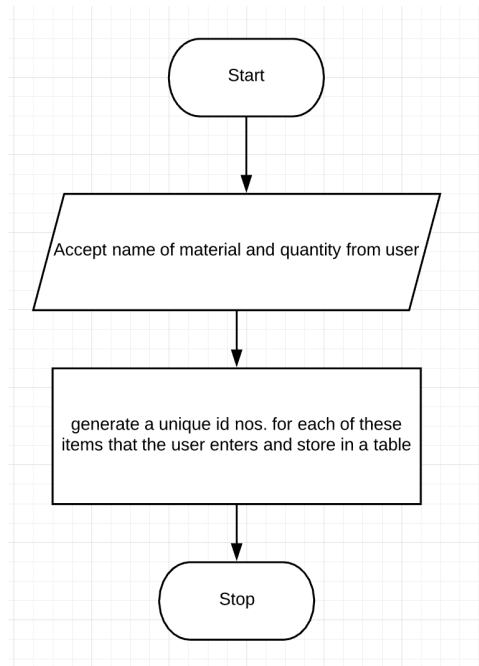 Start
Accept name of material and quantity from user
generate a unique id nos. for each of these
items that the user enters and store in a table
Stop